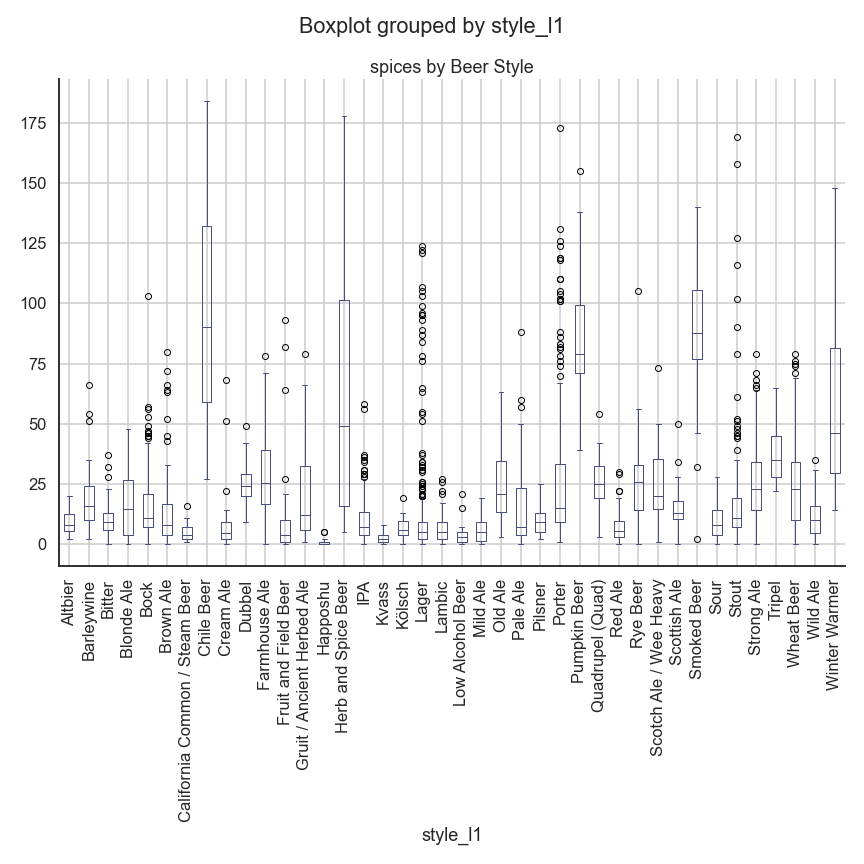 Boxplot grouped by style_l1
spices by Beer Style
175
150
125
100
75
50
25
0
Altbier
Barleywine
Bitter
Blonde Ale
Bock
Brown Ale
California Common / Steam Beer
Chile Beer
Cream Ale
Dubbel
Farmhouse Ale
Fruit and Field Beer
Gruit / Ancient Herbed Ale
Happoshu
Herb and Spice Beer
IPA
Kvass
Kölsch
Lager
Lambic
Low Alcohol Beer
Mild Ale
Old Ale
Pale Ale
Pilsner
Porter
Pumpkin Beer
Quadrupel (Quad)
Red Ale
Rye Beer
Scotch Ale / Wee Heavy
Scottish Ale
Smoked Beer
Sour
Stout
Strong Ale
Tripel
Wheat Beer
Wild Ale
Winter Warmer
style_l1